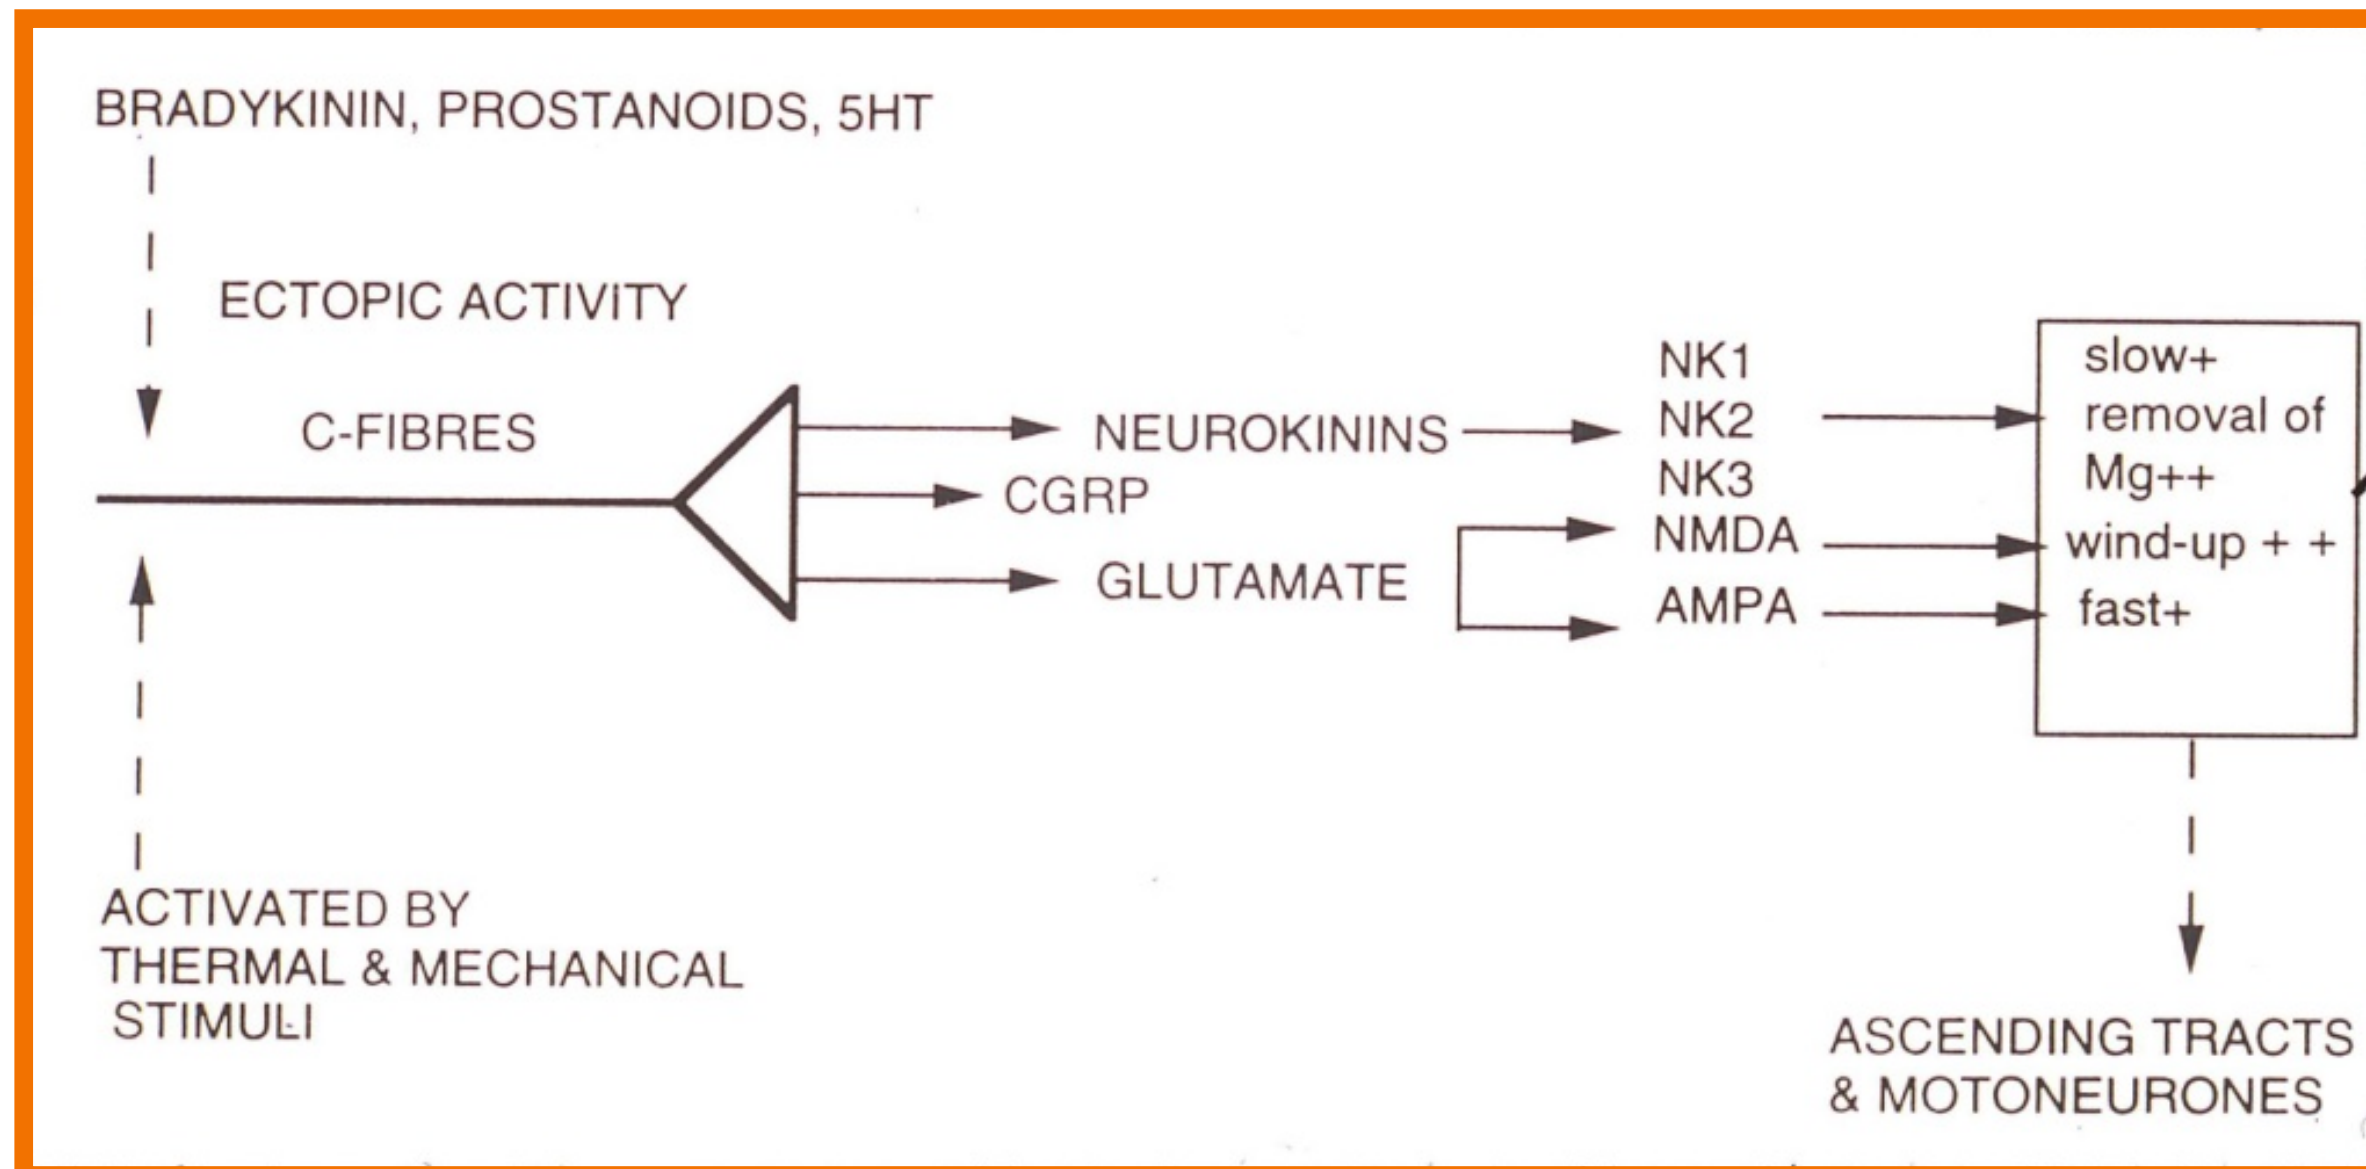 BRADYKININ, PROSTANOIDS, 5HT
ECTOPIC ACTIVITY
C-FIBRES
NEUROKININS
CGRP
GLUTAMATE
NK1
NK2
NK3
NMDA
AMPA
slow+
removal of
Mg++
wind-up + +
fast+
ACTIVATED BY
THERMAL & MECHANICAL
STIMULI
ASCENDING TRACTS
& MOTONEURONES